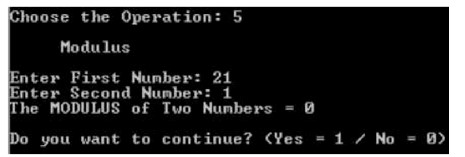 Choose the Operation: 5
Modulus
Enter First Number: 21
Enter Second Number: 1
The MODULUS of Two Numbers = 0
Do you want to continue? (Yes = 1 / No = 0)